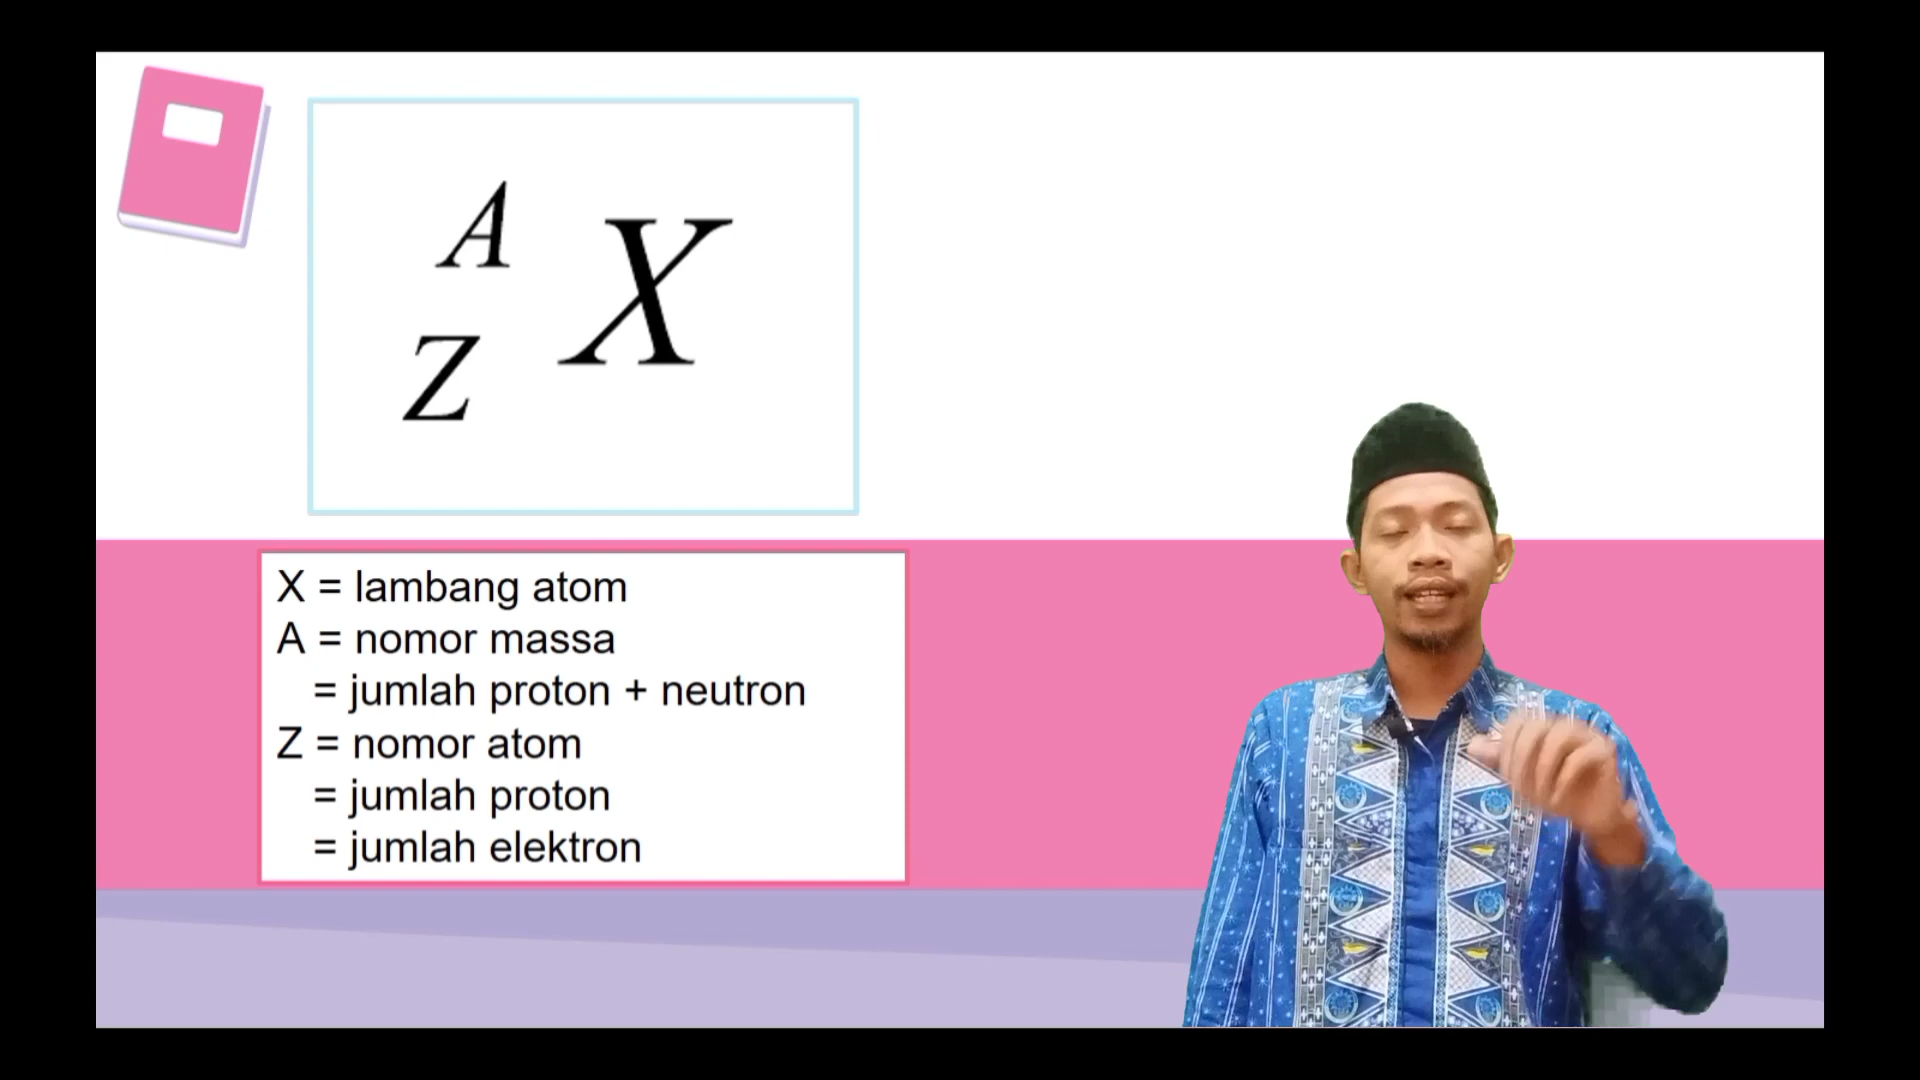 A
X
Z
X = lambang atom
A = nomor massa
= jumlah proton + neutron
Z = nomor atom
= jumlah proton
= jumlah elektron